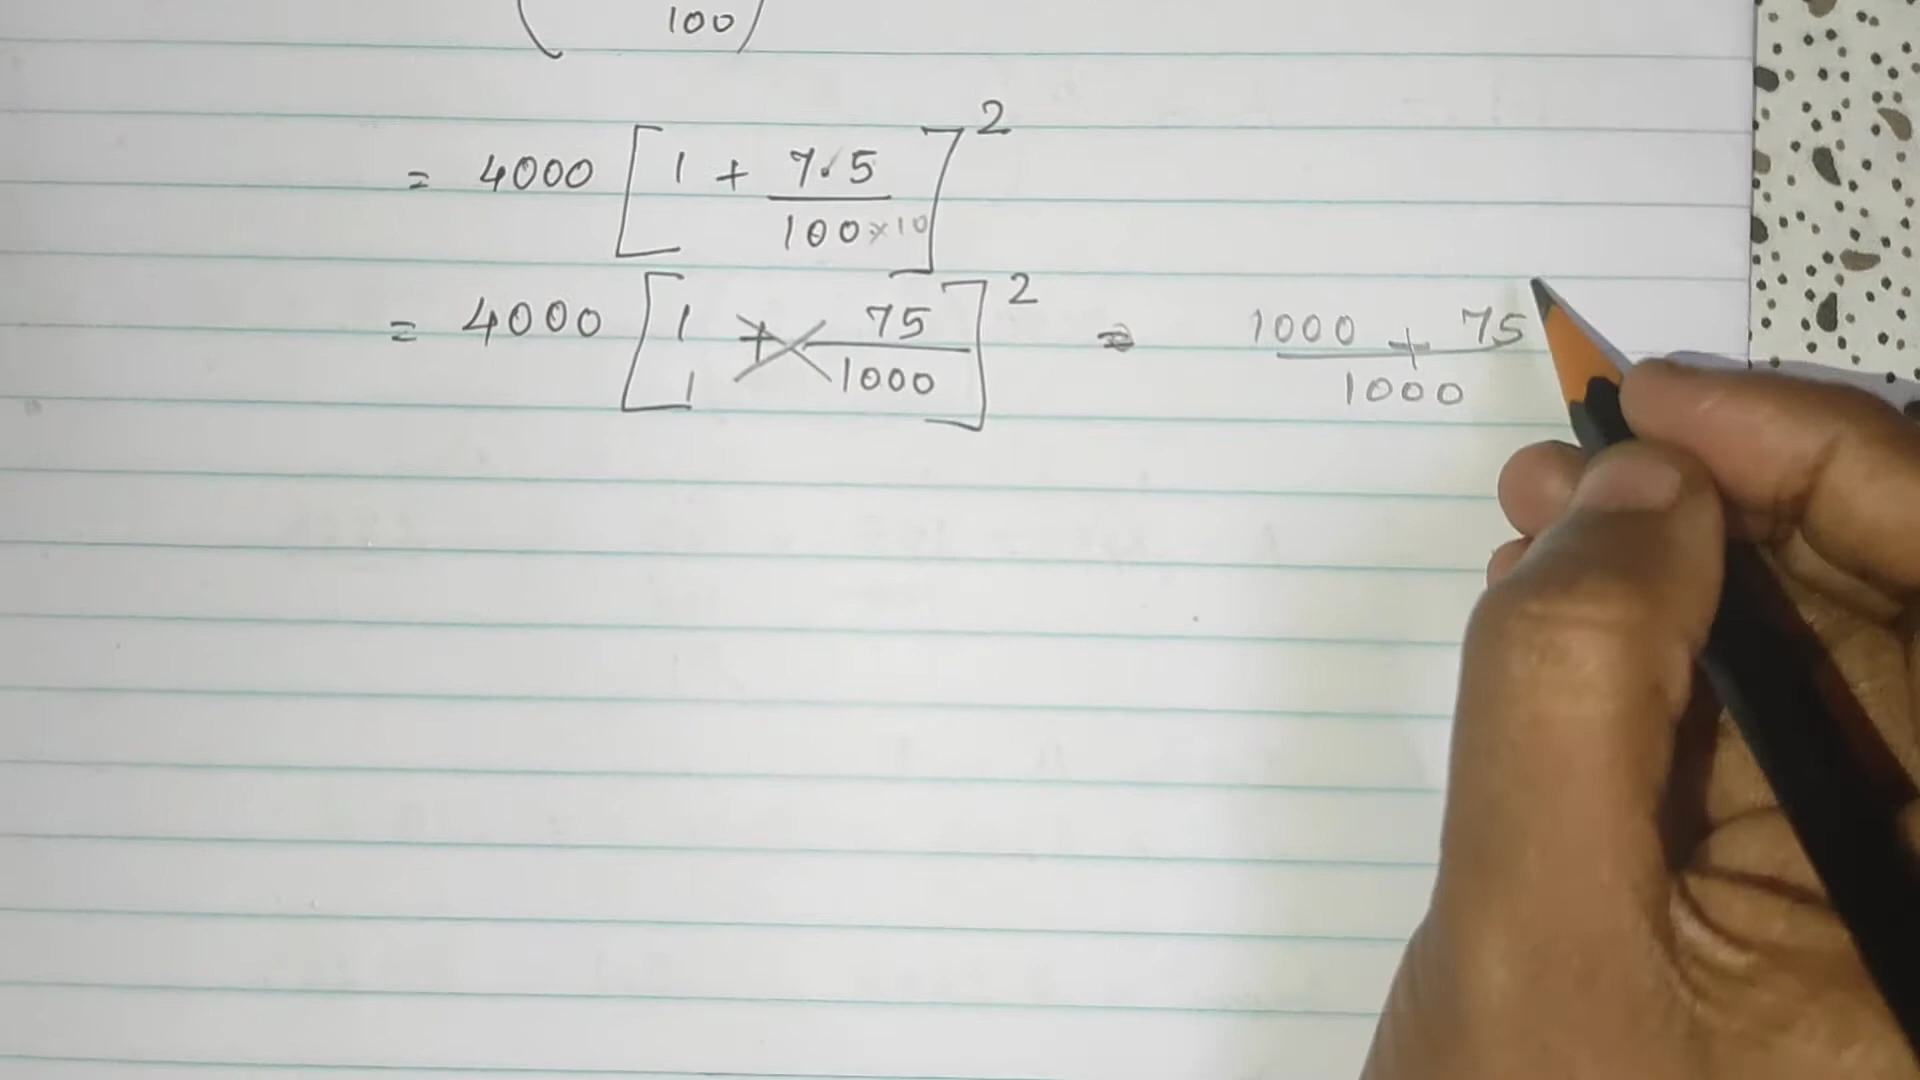 ( 100 )
= 4000 [ 1 + 7.5 / 100 × 10 ]²
= 4000 [ 1 / 1 + 75 / 1000 ]² = 1000 + 75 / 1000